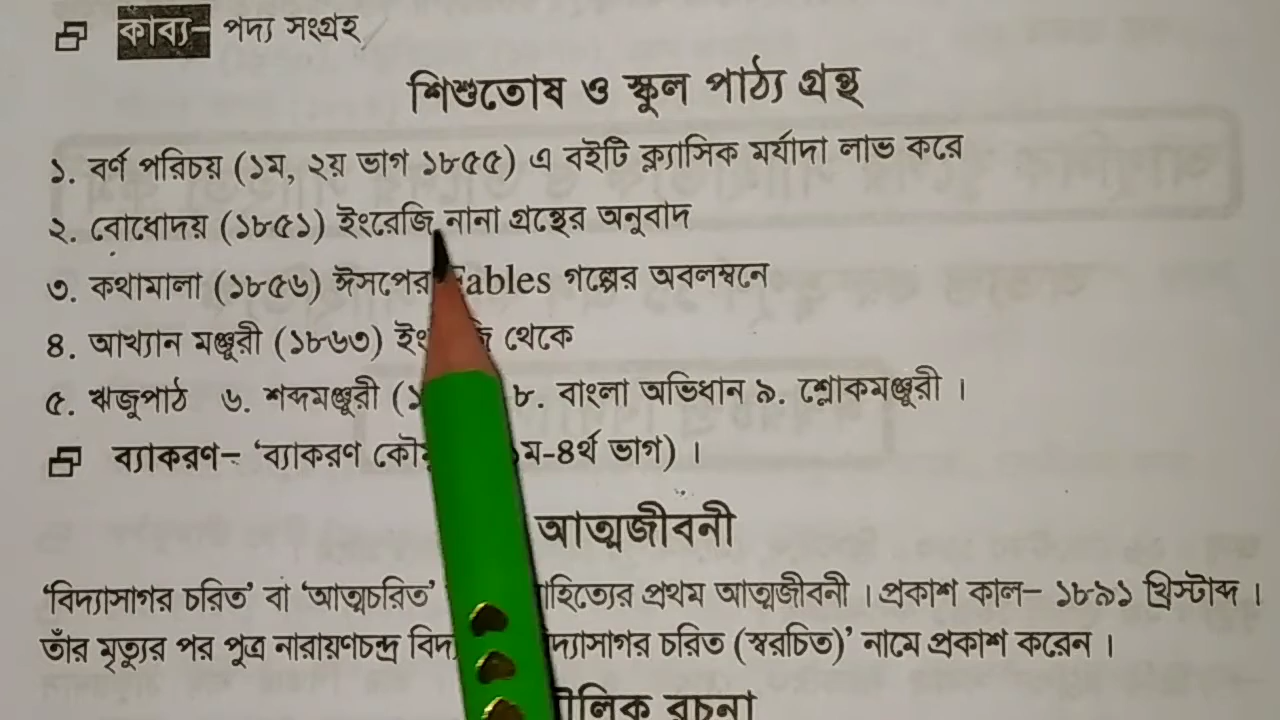 কাব্য– পদ্য সংগ্রহ
শিশুতোষ ও স্কুল পাঠ্য গ্রন্থ
১. বর্ণ পরিচয় (১ম, ২য় ভাগ ১৮৫৫) এ বইটি ক্ল্যাসিক মর্যাদা লাভ করে
২. বোধোদয় (১৮৫১) ইংরেজি নানা গ্রন্থের অনুবাদ
৩. কথামালা (১৮৫৬) ঈসপের Fables গল্পের অবলম্বনে
৪. আখ্যান মঞ্জুরী (১৮৬৩) থেকে
৫. ঋজুপাঠ ৬. শব্দমঞ্জুরী ৮. বাংলা অভিধান ৯. শ্লোকমঞ্জুরী ।
ব্যাকরণ– ‘ব্যাকরণ ম-৪র্থ ভাগ) ।
আত্মজীবনী
‘বিদ্যাসাগর চরিত’ বা ‘আত্মচরিত’ প্রথম আত্মজীবনী । প্রকাশ কাল– ১৮৯১ খ্রিস্টাব্দ ।
তাঁর মৃত্যুর পর পুত্র নারায়ণচন্দ্র চরিত (স্বরচিত)’ নামে প্রকাশ করেন ।
রচনা